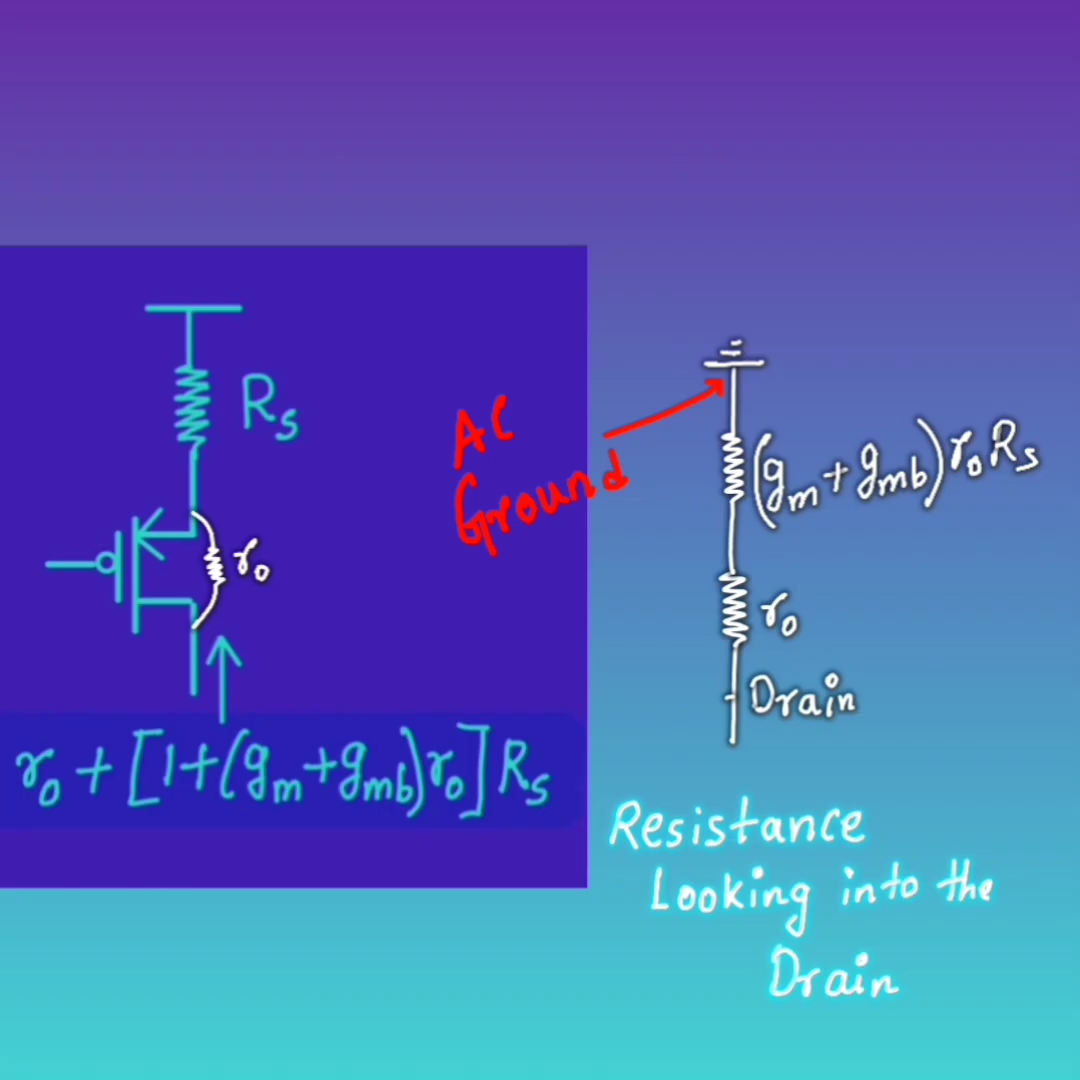 R_s
r_o
r_o + [1+(g_m+g_mb)r_o]R_s
AC
Ground
(g_m+g_mb)r_oR_s
r_o
Drain
Resistance
Looking into the
Drain